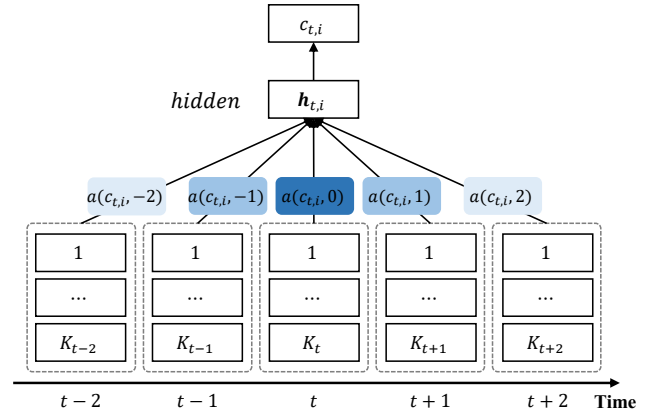 c_{t,i}
hidden
h_{t,i}
a(c_{t,i}, −2) a(c_{t,i}, −1) a(c_{t,i}, 0) a(c_{t,i}, 1) a(c_{t,i}, 2)
1 1 1 1 1
... ... ... ... ...
K_{t−2} K_{t−1} K_t K_{t+1} K_{t+2}
t − 2 t − 1 t t + 1 t + 2 Time